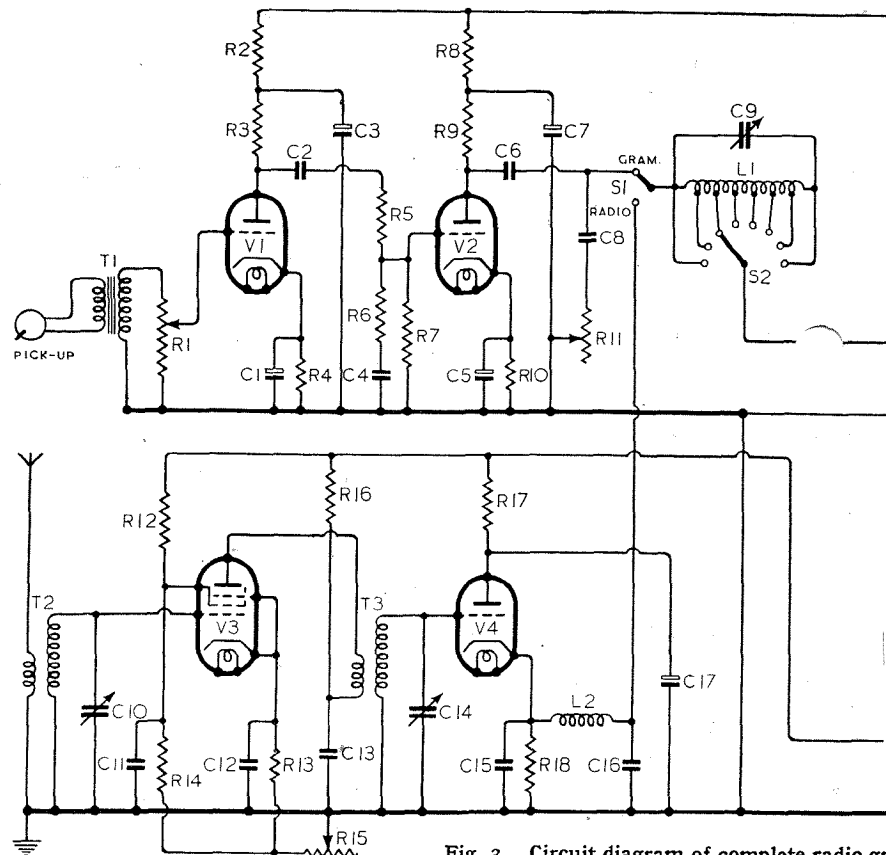 R2
R8
R3
C3
R9
C7
C9
C2
C6
GRAM.
L1
S1
RADIO
R5
V1
V2
C8
S2
T1
R6
R7
R11
R1
PICK-UP
C1
R4
C4
C5
R10
R16
R17
R12
T2
V3
T3
V4
C17
L2
C10
C14
C11
R14
C12
R13
C13
C15
R18
C16
R15
Fig. 2. Circuit diagram of complete radio gr